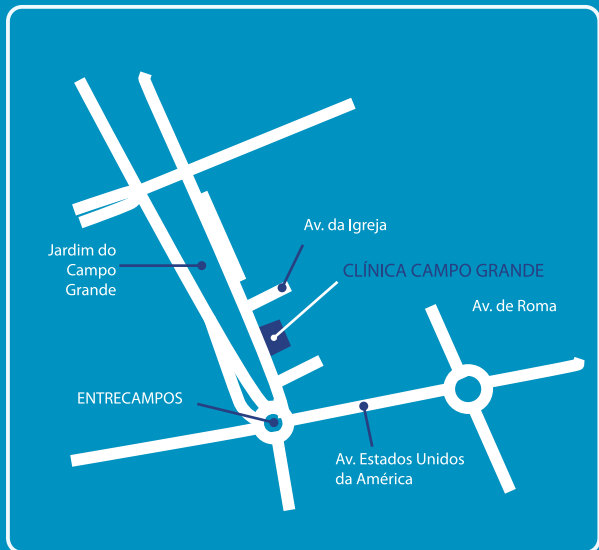 Av. da Igreja
Jardim do
Campo
Grande
CLÍNICA CAMPO GRANDE
Av. de Roma
ENTRECAMPOS
Av. Estados Unidos
da América